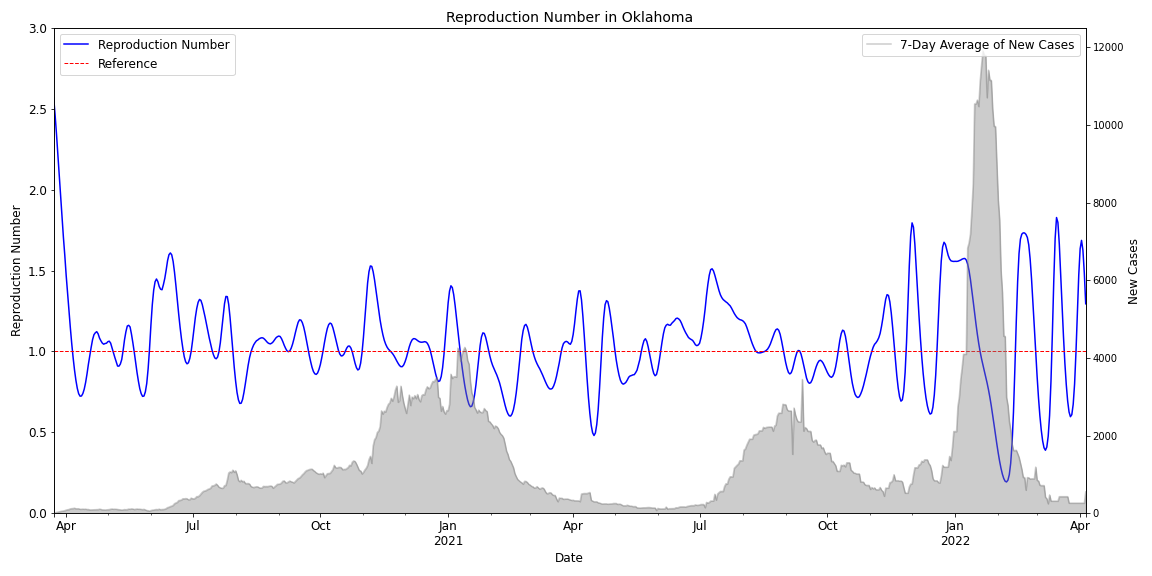 Reproduction Number in Oklahoma
Reproduction Number
Reference
7-Day Average of New Cases
3.0
2.5
2.0
1.5
1.0
0.5
0.0
Reproduction Number
12000
10000
8000
6000
4000
2000
0
New Cases
Apr
Jul
Oct
Jan
2021
Apr
Jul
Oct
Jan
2022
Apr
Date